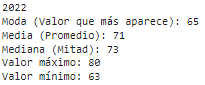 2022
Moda (Valor que más aparece): 65
Media (Promedio): 71
Mediana (Mitad): 73
Valor máximo: 80
Valor mínimo: 63